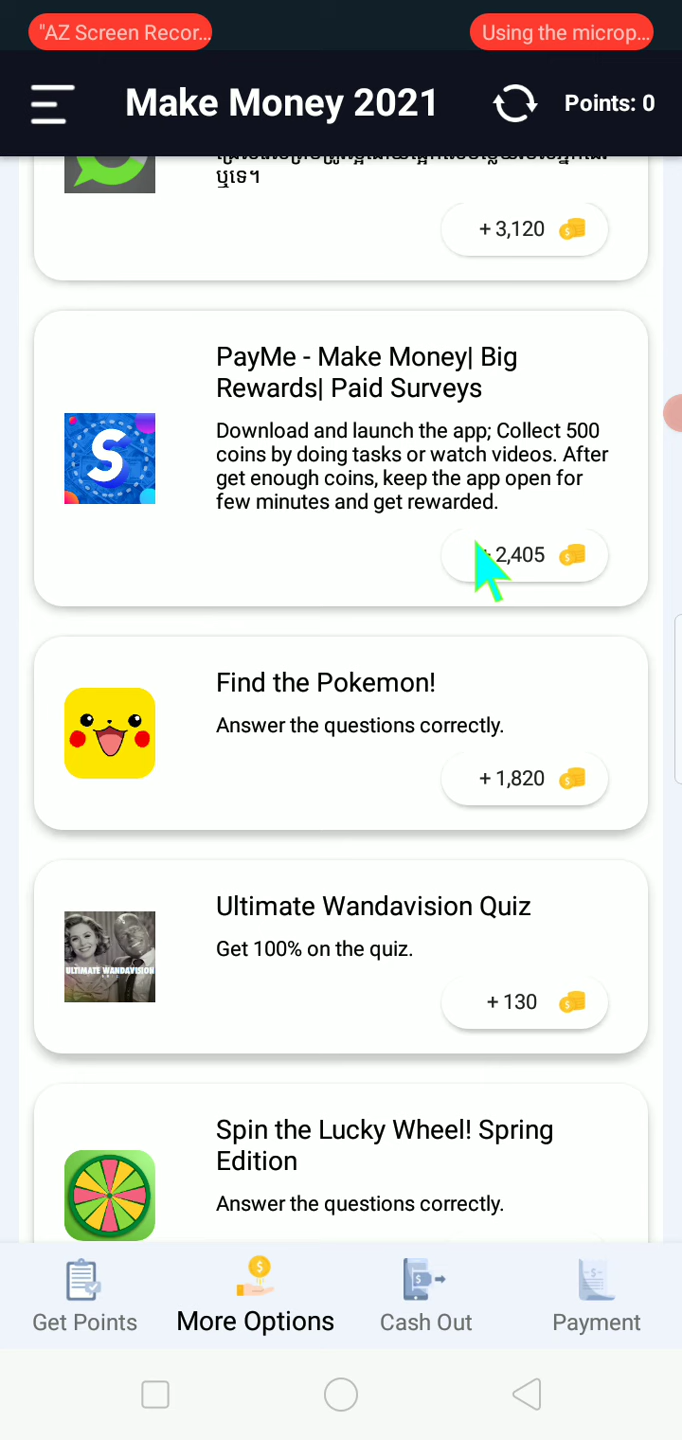 "AZ Screen Recor...
Using the microp...
Make Money 2021
Points: 0
ឬទេ។
+ 3,120
PayMe - Make Money| Big
Rewards| Paid Surveys
Download and launch the app; Collect 500
coins by doing tasks or watch videos. After
get enough coins, keep the app open for
few minutes and get rewarded.
2,405
Find the Pokemon!
Answer the questions correctly.
+ 1,820
Ultimate Wandavision Quiz
ULTIMATE WANDAVISION
Get 100% on the quiz.
+ 130
Spin the Lucky Wheel! Spring
Edition
Answer the questions correctly.
Get Points
More Options
Cash Out
Payment